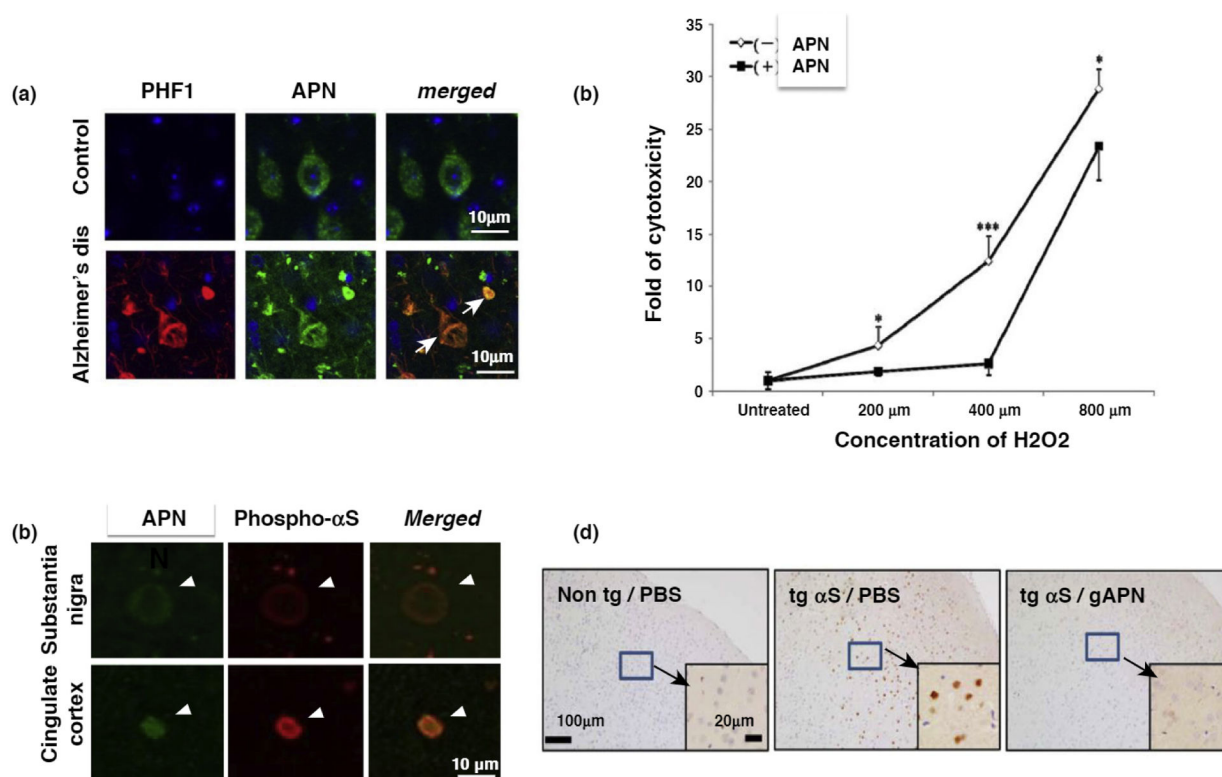 (a)
PHF1 APN merged
Control
10µm
Alzheimer's dis
10µm
(b)
(−) APN
(+) APN
35
30
25
20
15
10
5
0
*
***
*
Fold of cytotoxicity
Untreated 200 µm 400 µm 800 µm
Concentration of H2O2
(b)
APN Phospho-αS Merged
N
Substantia
nigra
Cingulate
cortex
10 µm
(d)
Non tg / PBS
100µm
20µm
tg αS / PBS
tg αS / gAPN